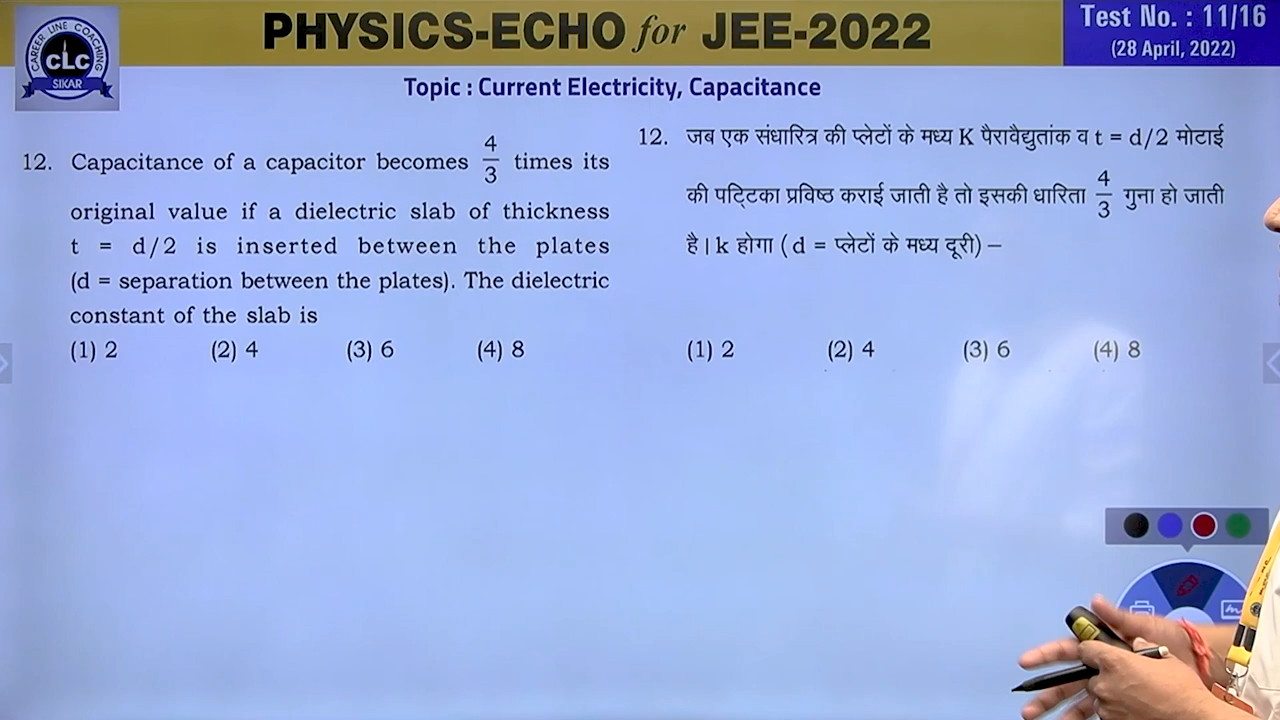 PHYSICS-ECHO for JEE-2022
Test No. : 11/16
(28 April, 2022)
CAREER LINE COACHING
CLC
SIKAR
Topic : Current Electricity, Capacitance
12. Capacitance of a capacitor becomes 4/3 times its
original value if a dielectric slab of thickness
t = d/2 is inserted between the plates
(d = separation between the plates). The dielectric
constant of the slab is
(1) 2 (2) 4 (3) 6 (4) 8
12. जब एक संधारित्र की प्लेटों के मध्य K पैरावैद्युतांक व t = d/2 मोटाई
की पट्टिका प्रविष्ठ कराई जाती है तो इसकी धारिता 4/3 गुना हो जाती
है। k होगा (d = प्लेटों के मध्य दूरी) –
(1) 2 (2) 4 (3) 6 (4) 8